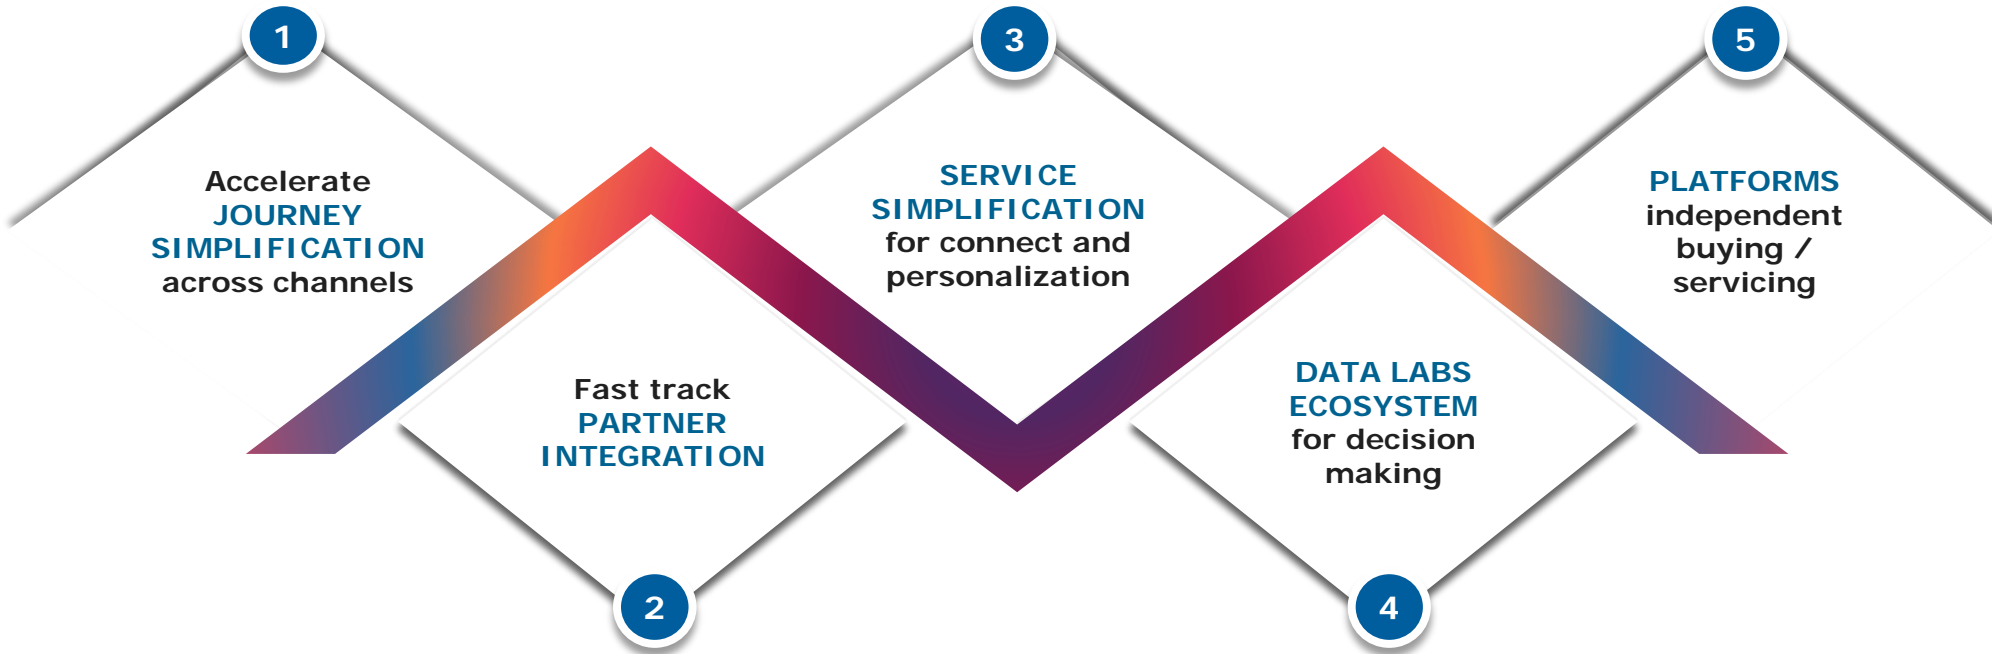 1
Accelerate
JOURNEY
SIMPLIFICATION
across channels
2
Fast track
PARTNER
INTEGRATION
3
SERVICE
SIMPLIFICATION
for connect and
personalization
4
DATA LABS
ECOSYSTEM
for decision
making
5
PLATFORMS
independent
buying /
servicing